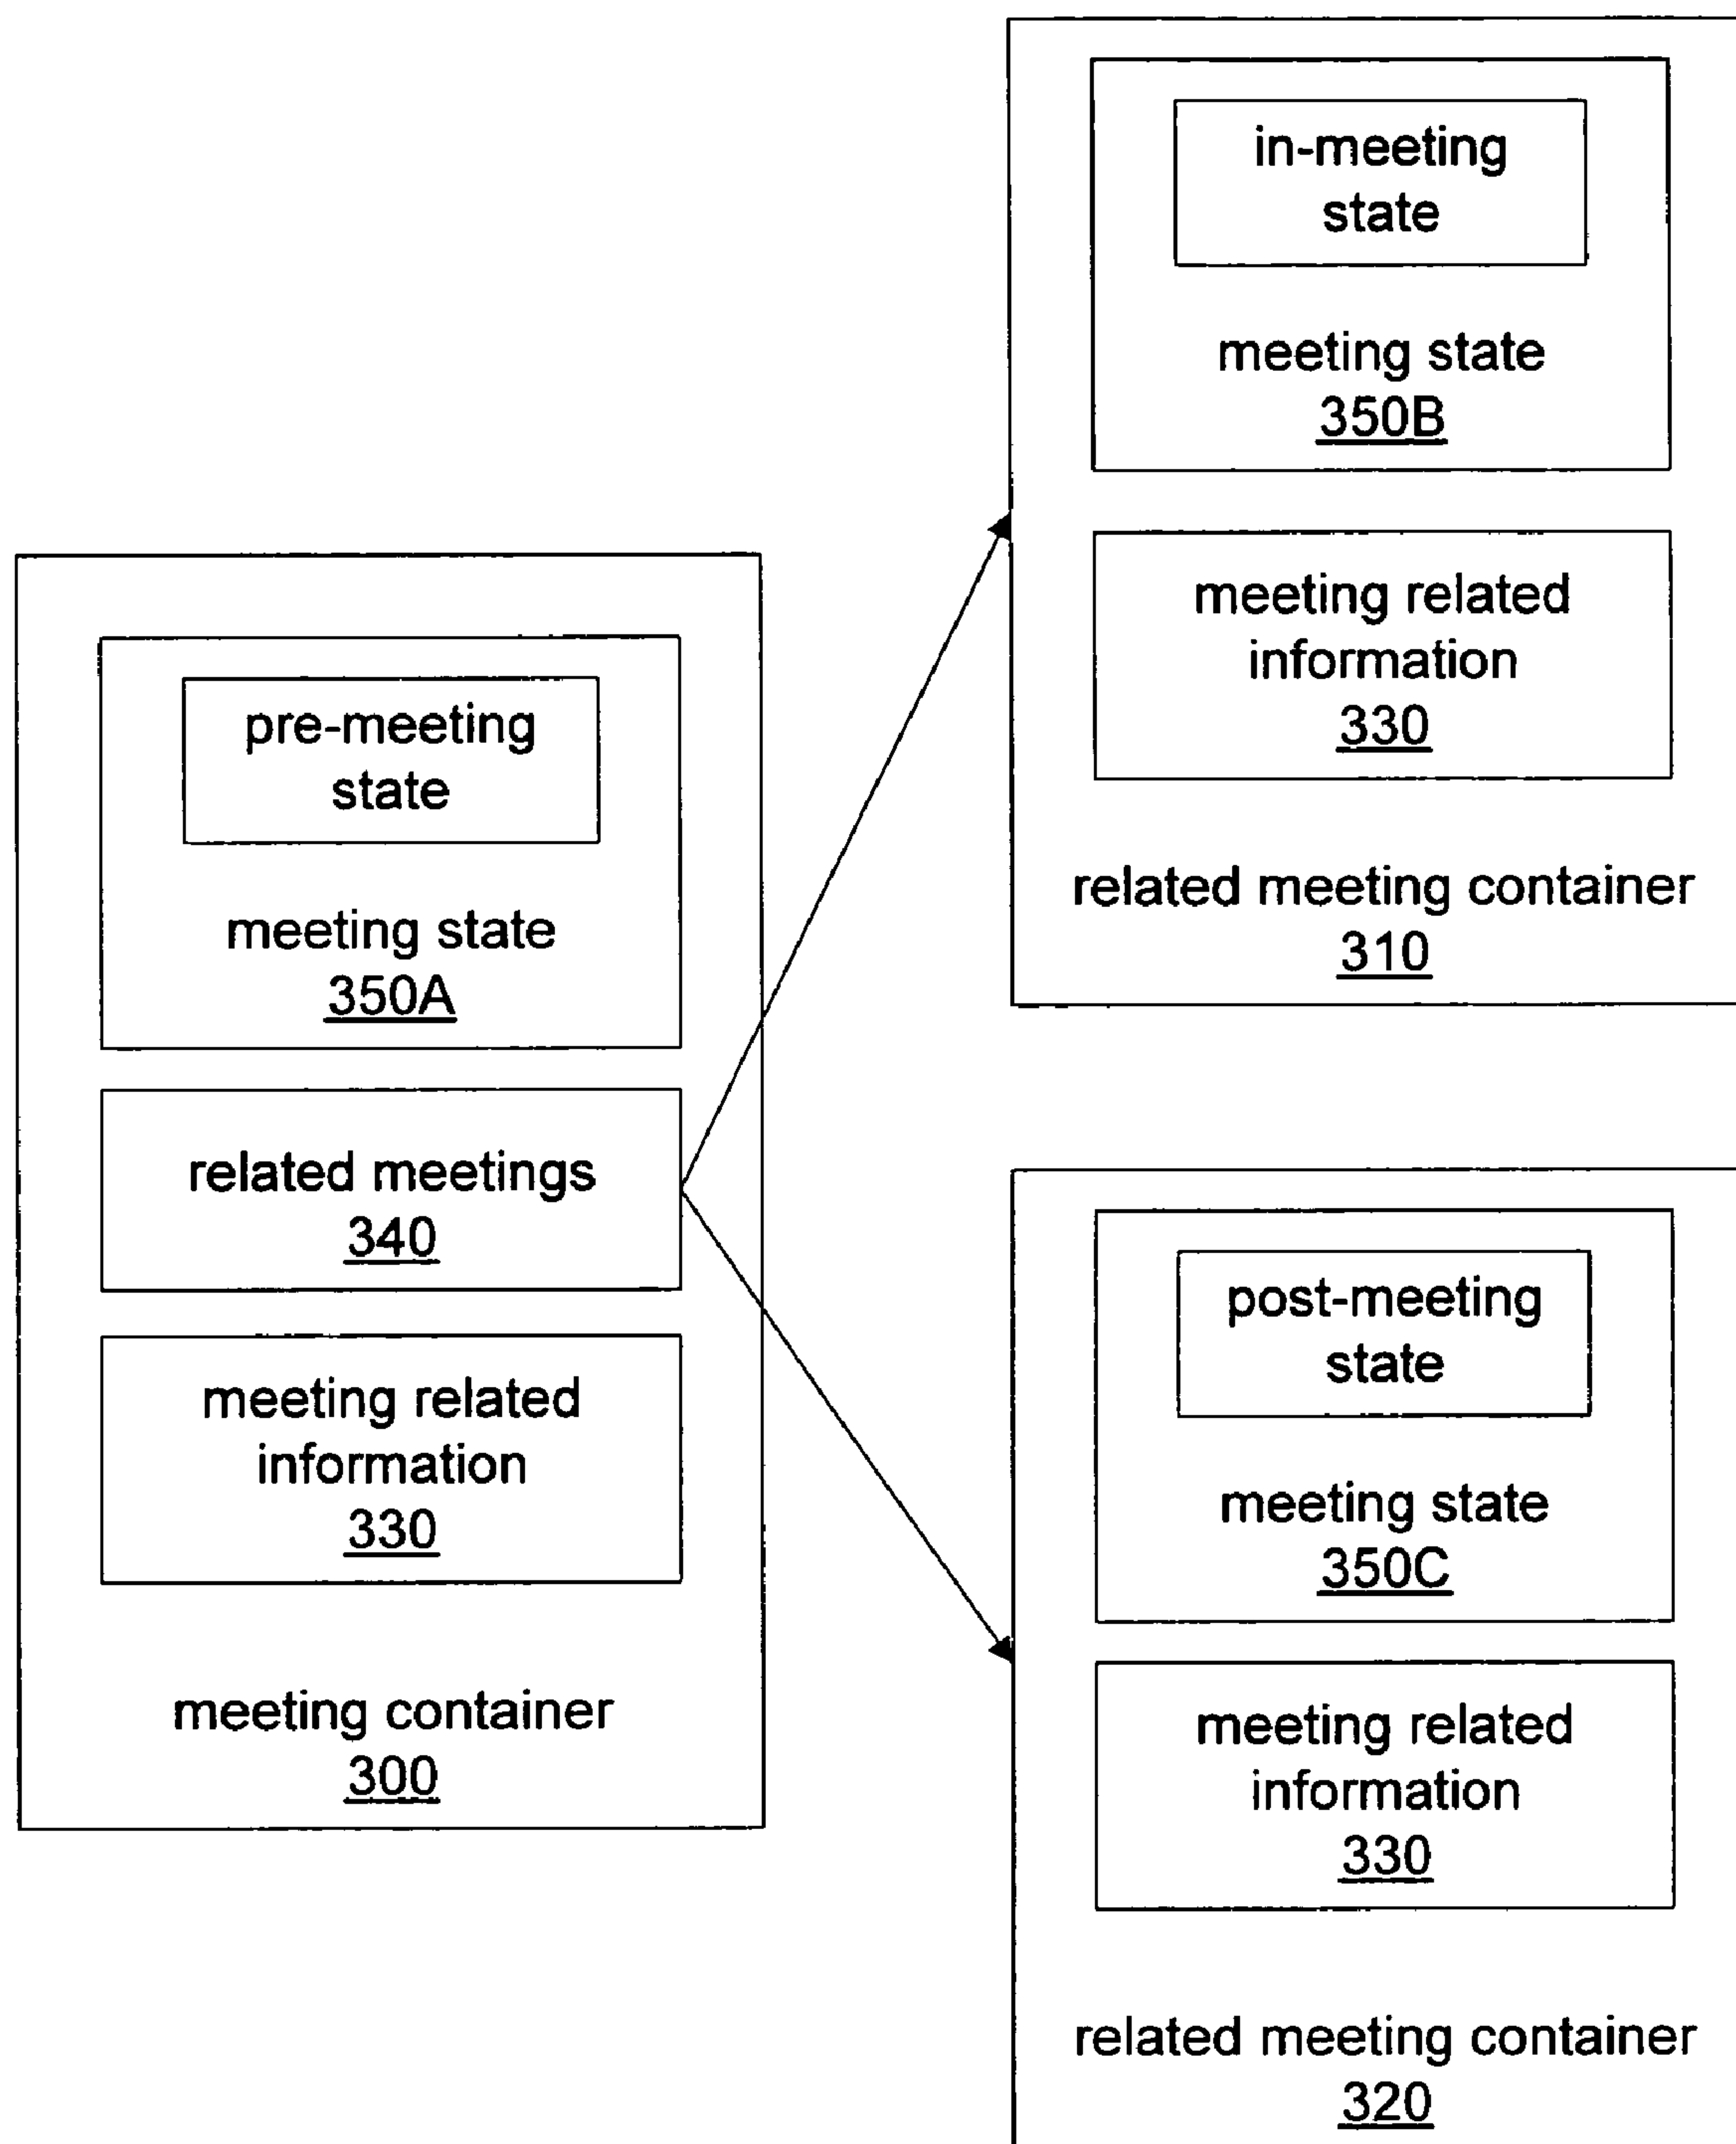 pre-meeting
state
meeting state
350A
related meetings
340
meeting related
information
330
meeting container
300
in-meeting
state
meeting state
350B
meeting related
information
330
related meeting container
310
post-meeting
state
meeting state
350C
meeting related
information
330
related meeting container
320